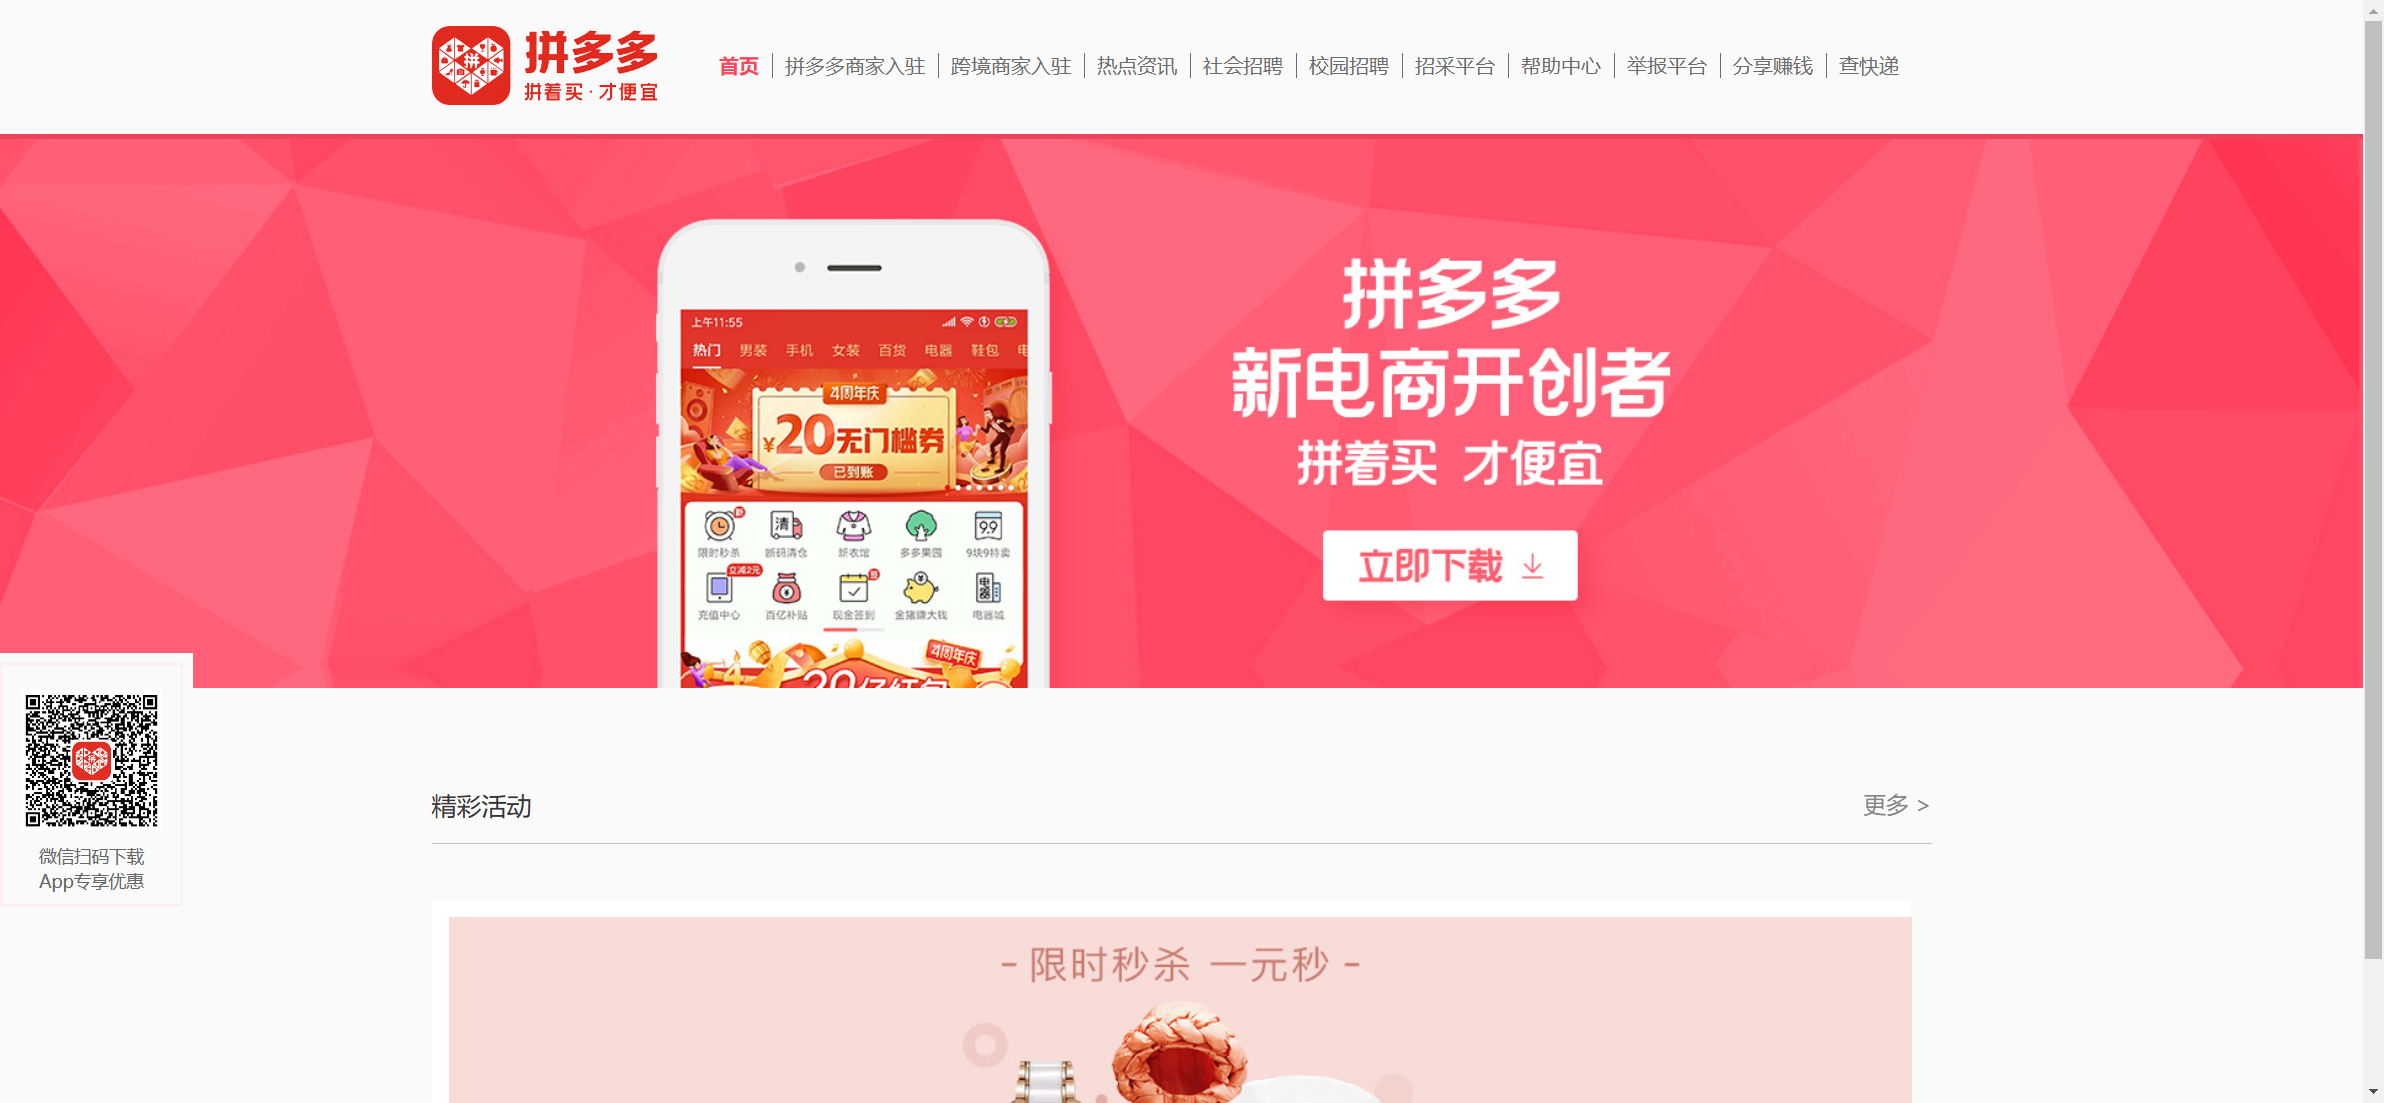 拼多多
拼着买·才便宜
首页
拼多多商家入驻
跨境商家入驻
热点资讯
社会招聘
校园招聘
招采平台
帮助中心
举报平台
分享赚钱
查快递
上午11:55
热门 男装 手机 女装 百货 电器 鞋包
4周年庆
¥20无门槛券
已到账
限时秒杀 断码清仓 新衣馆 多多果园 9块9特卖
立减2元
充值中心 百亿补贴 现金签到 金猪赚大钱 电器城
4周年庆
20亿红包
拼多多
新电商开创者
拼着买 才便宜
立即下载
微信扫码下载
App专享优惠
精彩活动
更多 >
- 限时秒杀 一元秒 -